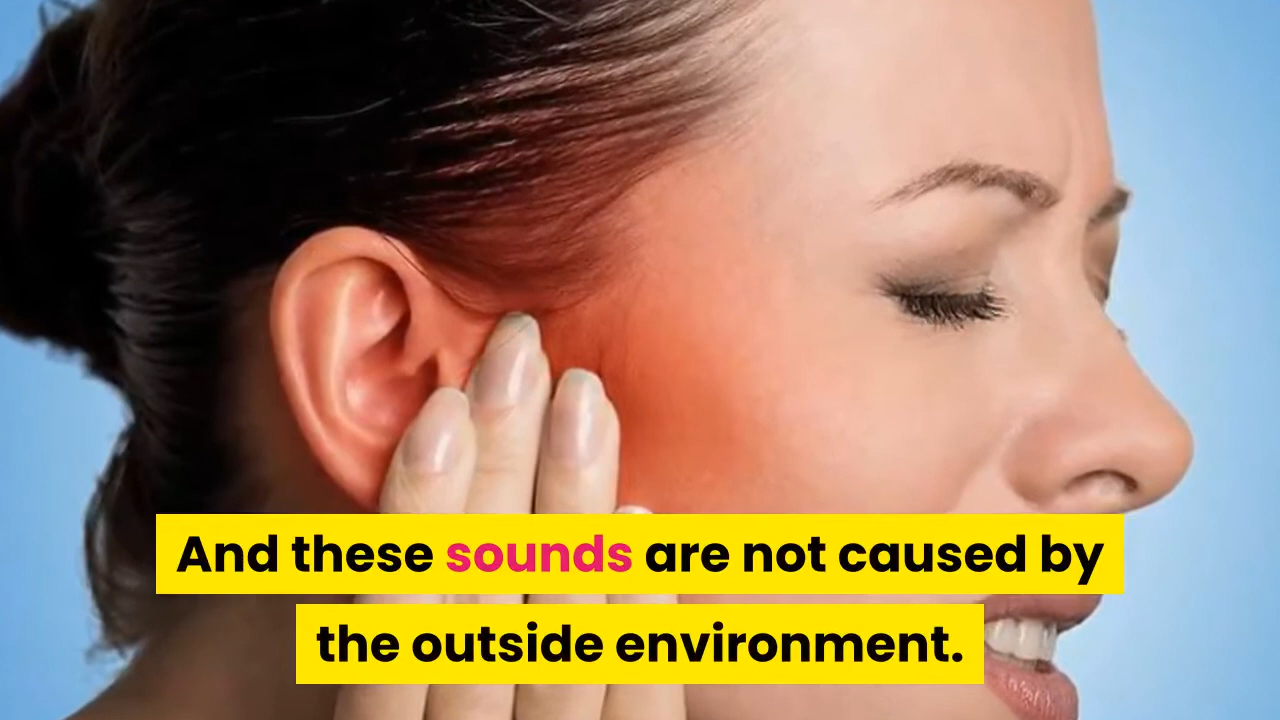 And these sounds are not caused by
the outside environment.